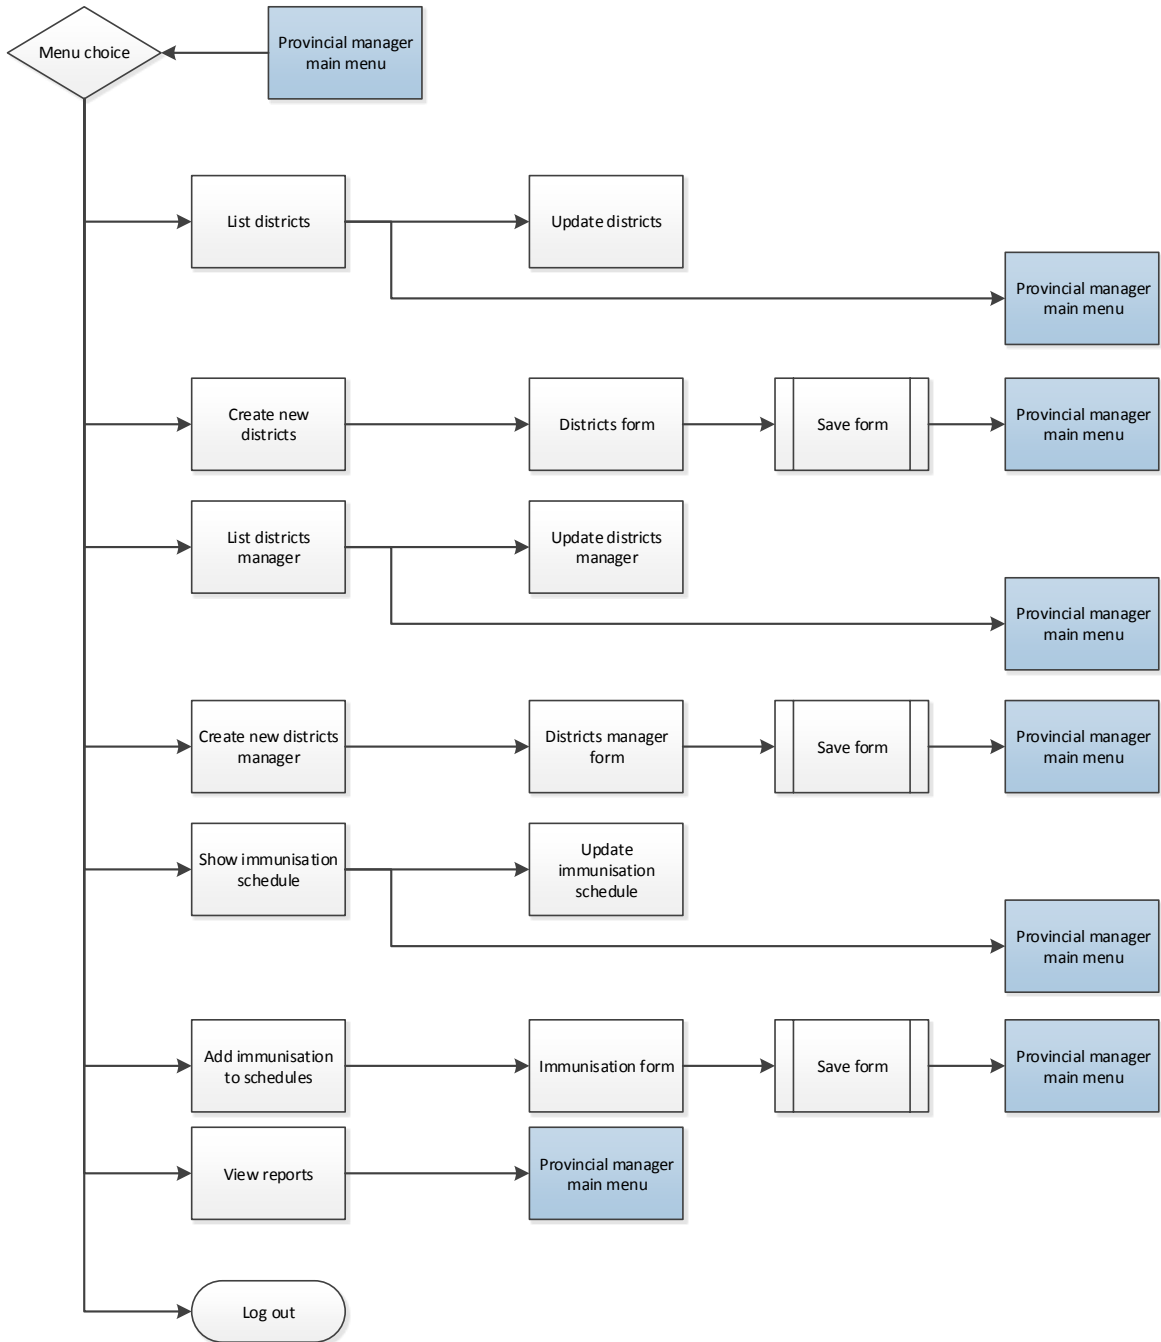 Menu choice
Provincial manager
main menu
List districts
Update districts
Provincial manager
main menu
Create new
districts
Districts form
Save form
Provincial manager
main menu
List districts
manager
Update districts
manager
Provincial manager
main menu
Create new districts
manager
Districts manager
form
Save form
Provincial manager
main menu
Show immunisation
schedule
Update
immunisation
schedule
Provincial manager
main menu
Add immunisation
to schedules
Immunisation form
Save form
Provincial manager
main menu
View reports
Provincial manager
main menu
Log out